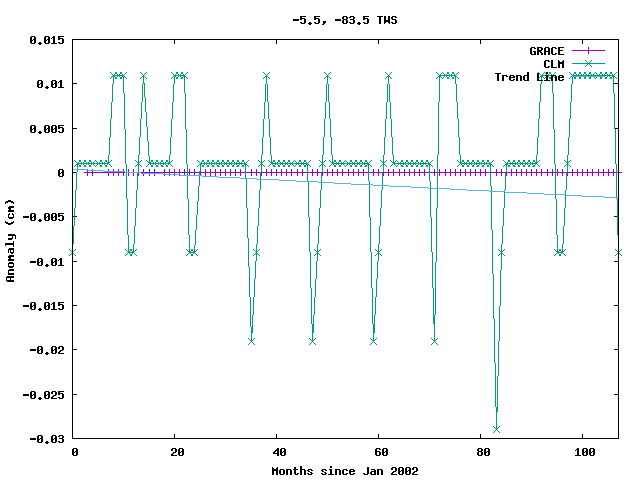 -5.5, -83.5 TWS
GRACE
CLM
Trend Line
0.015
0.01
0.005
0
-0.005
-0.01
-0.015
-0.02
-0.025
-0.03
Anomaly (cm)
0 20 40 60 80 100
Months since Jan 2002